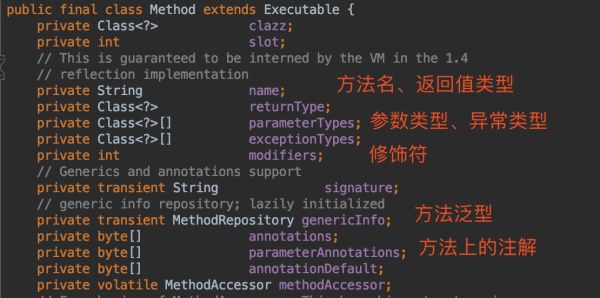 public final class Method extends Executable {
private Class<?> clazz;
private int slot;
// This is guaranteed to be interned by the VM in the 1.4
// reflection implementation
private String name; 方法名、返回值类型
private Class<?> returnType;
private Class<?>[] parameterTypes; 参数类型、异常类型
private Class<?>[] exceptionTypes;
private int modifiers; 修饰符
// Generics and annotations support
private transient String signature;
// generic info repository; lazily initialized
private transient MethodRepository genericInfo; 方法泛型
private byte[] annotations;
private byte[] parameterAnnotations; 方法上的注解
private byte[] annotationDefault;
private volatile MethodAccessor methodAccessor;